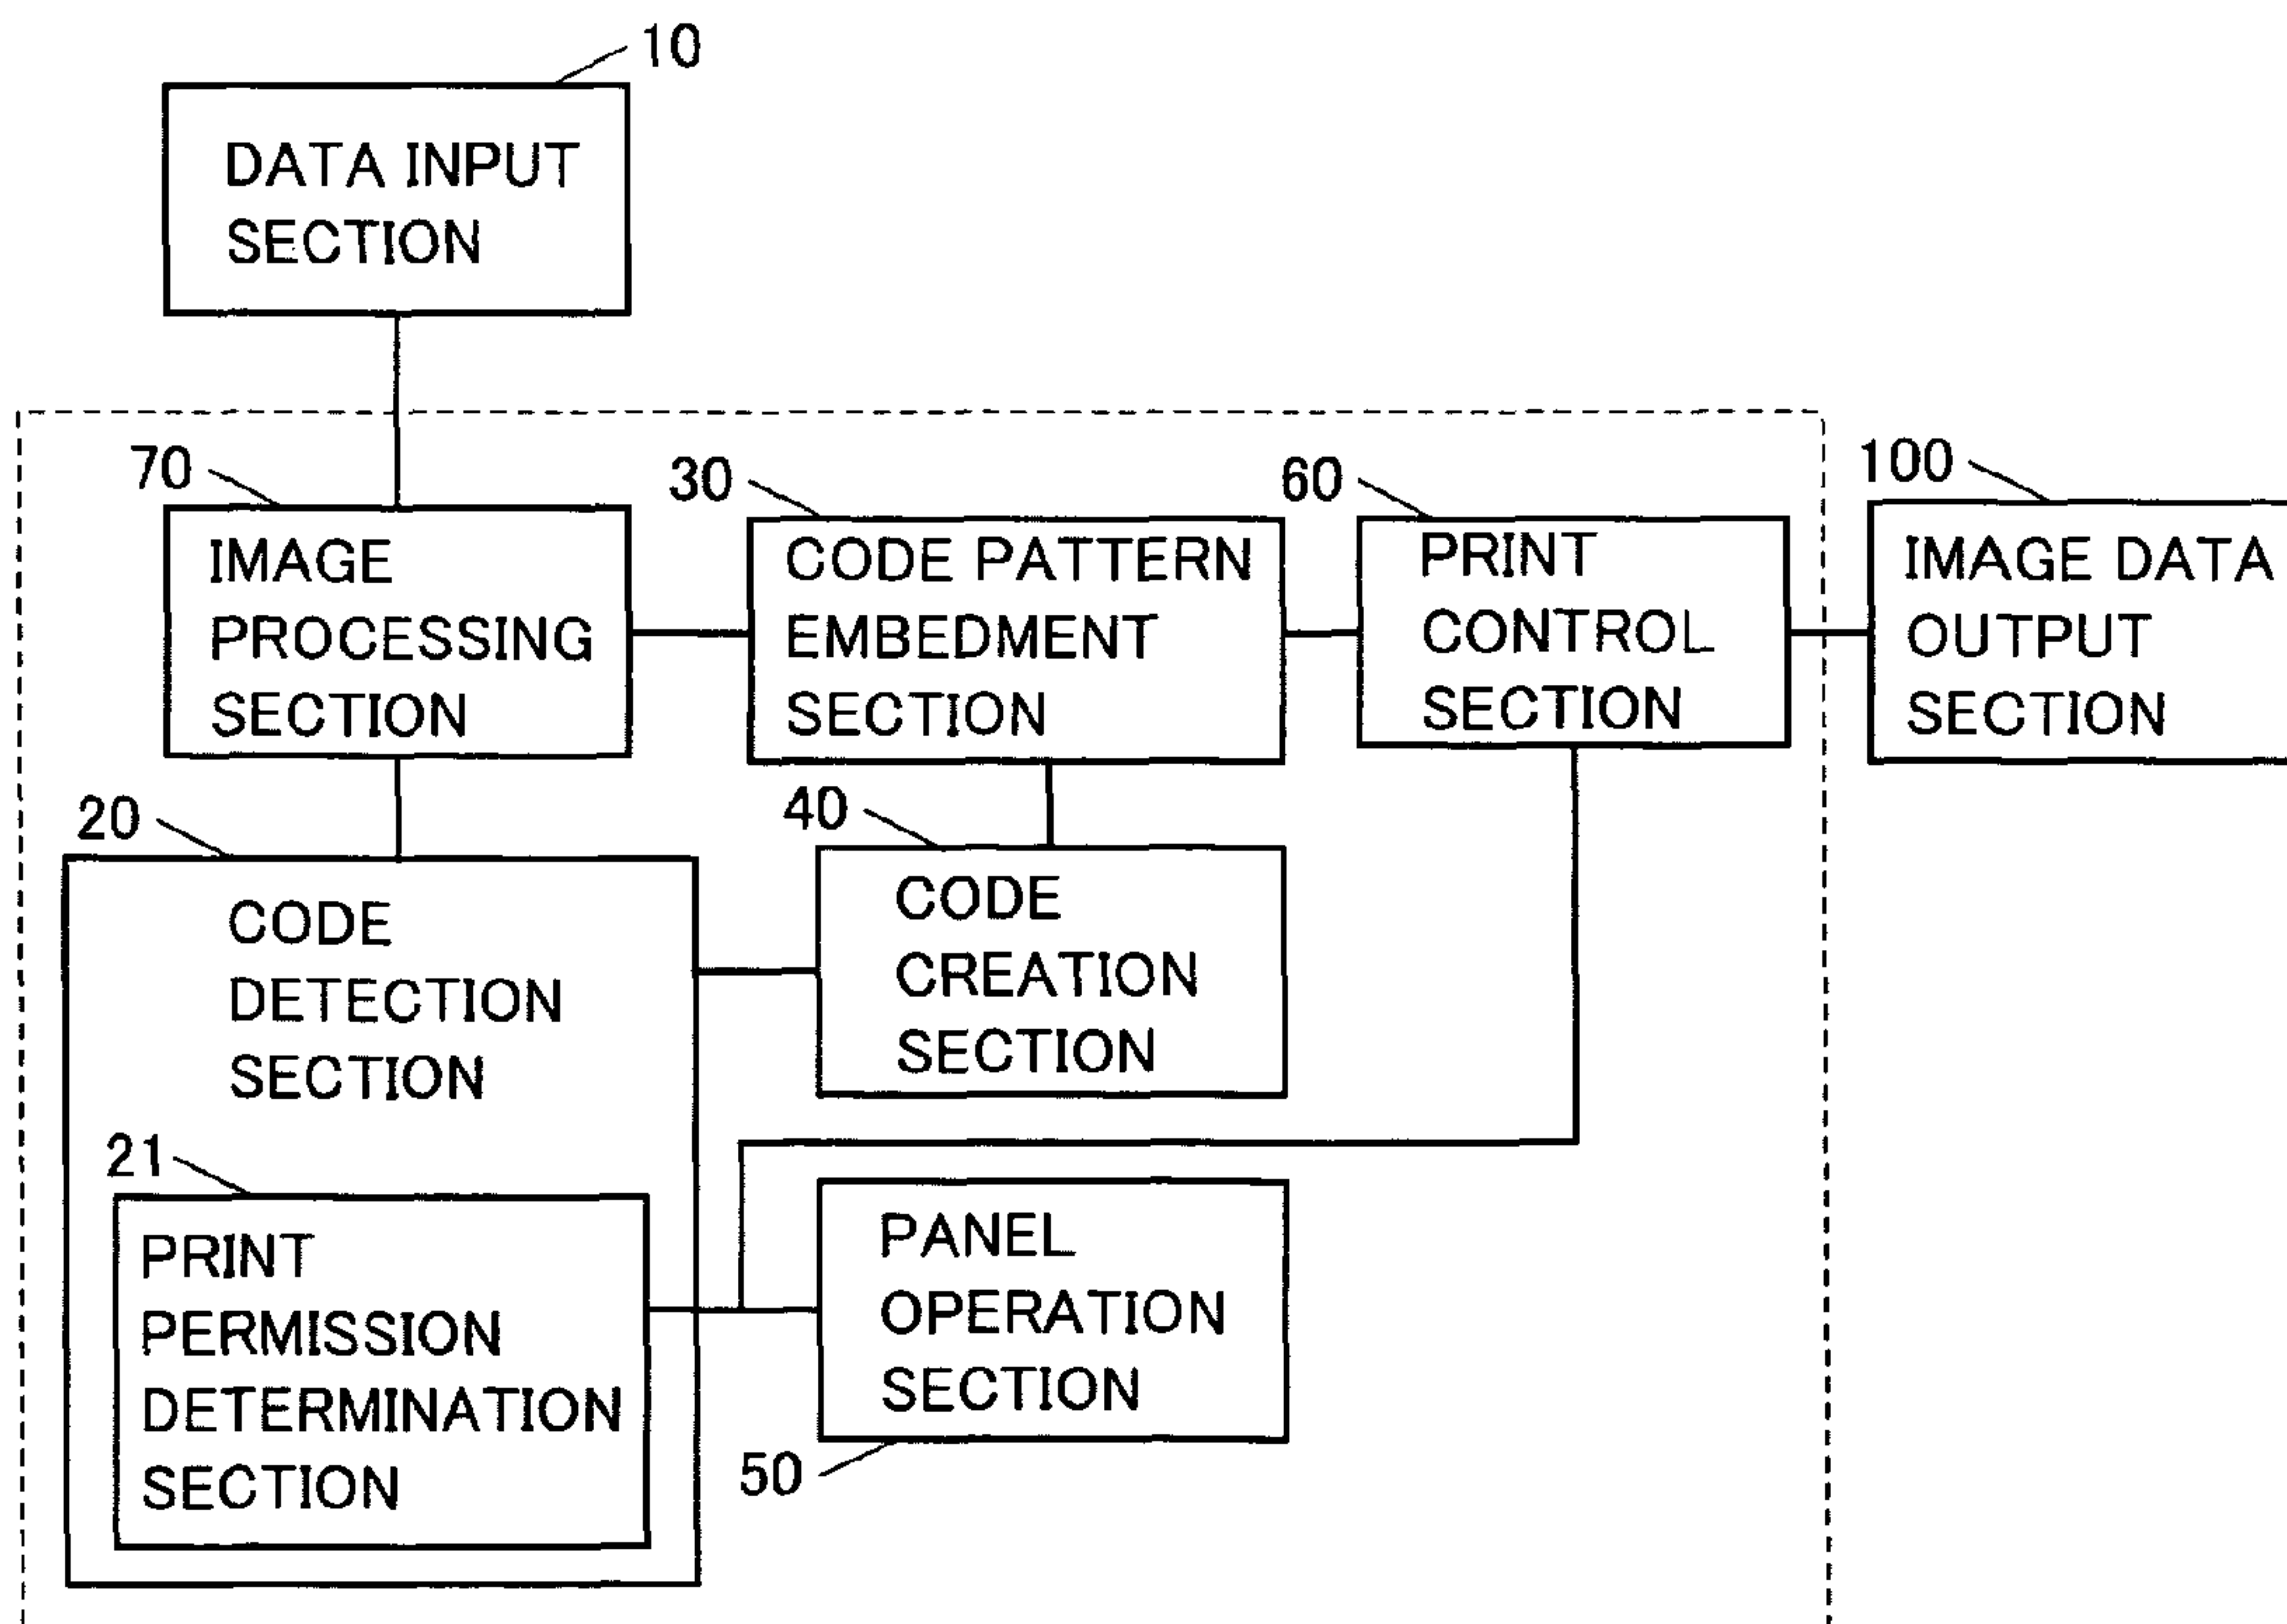 10
DATA INPUT
SECTION
70
IMAGE
PROCESSING
SECTION
30
CODE PATTERN
EMBEDMENT
SECTION
60
PRINT
CONTROL
SECTION
100
IMAGE DATA
OUTPUT
SECTION
20
CODE
DETECTION
SECTION
40
CODE
CREATION
SECTION
21
PRINT
PERMISSION
DETERMINATION
SECTION
PANEL
OPERATION
SECTION
50